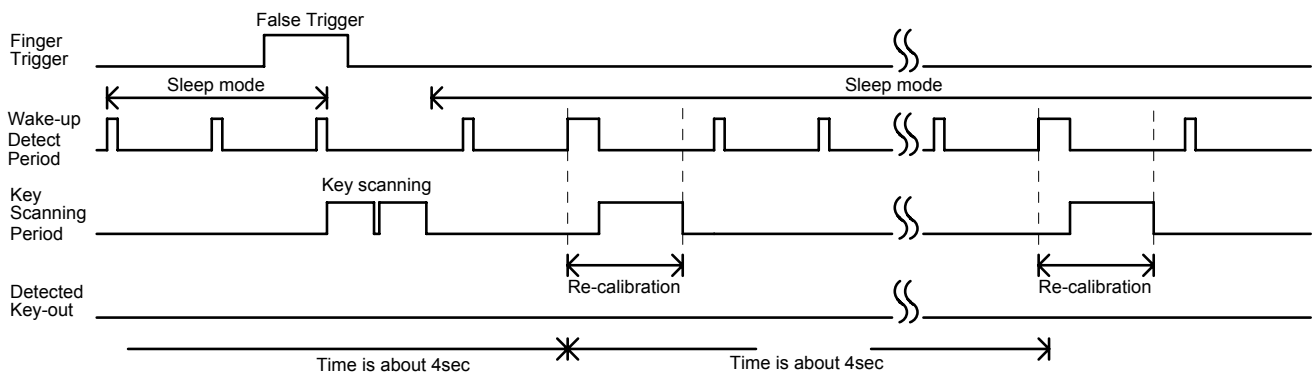 False Trigger
Finger
Trigger
Sleep mode
Sleep mode
Wake-up
Detect
Period
Key scanning
Key
Scanning
Period
Re-calibration
Re-calibration
Detected
Key-out
Time is about 4sec
Time is about 4sec